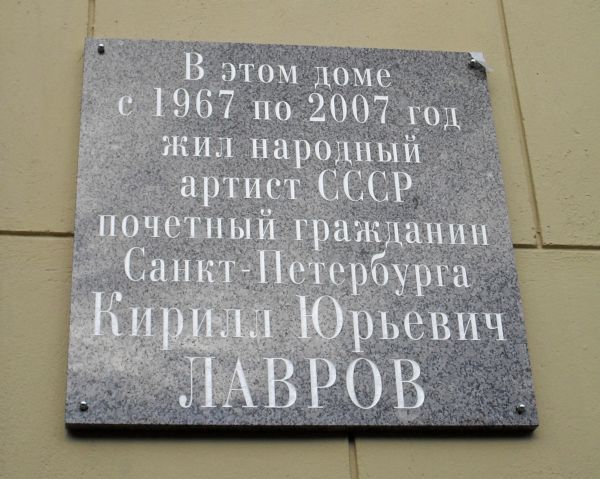 В этом доме
с 1967 по 2007 год
жил народный
артист СССР
почетный гражданин
Санкт-Петербурга
Кирилл Юрьевич
ЛАВРОВ